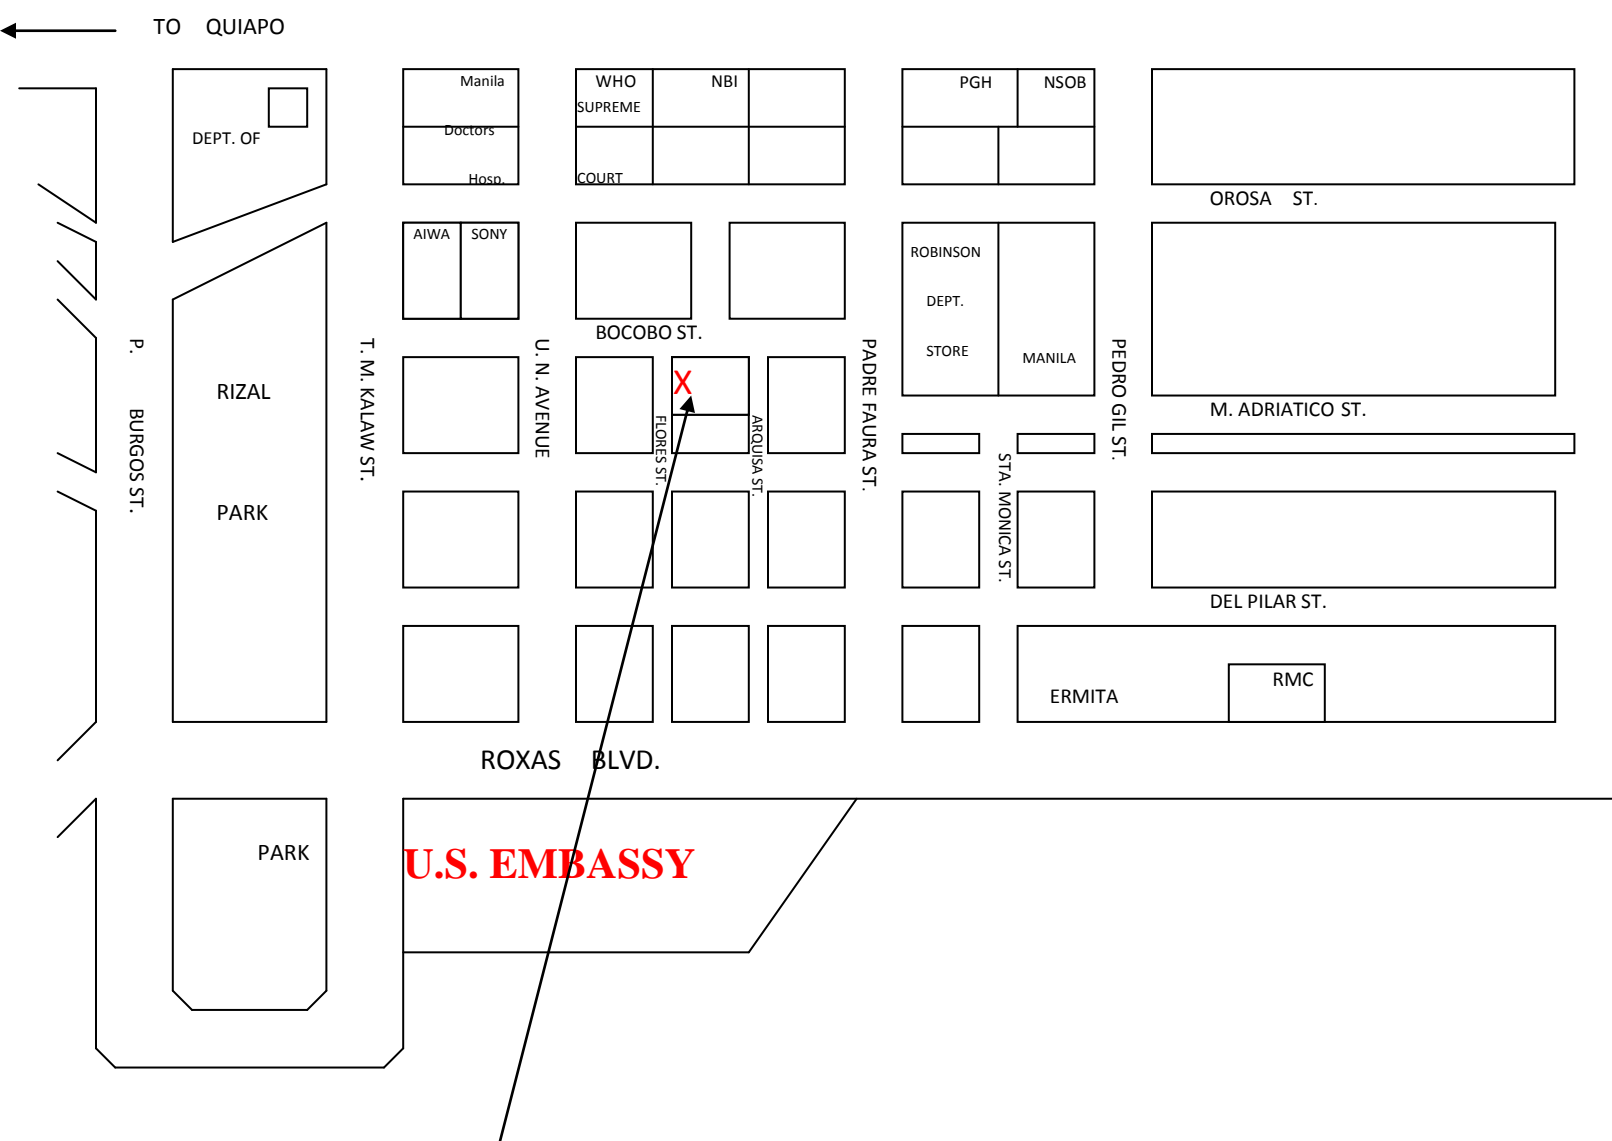 TO QUIAPO
Manila
Doctors
Hosp.
WHO
SUPREME
COURT
NBI
PGH
NSOB
DEPT. OF
OROSA ST.
AIWA
SONY
ROBINSON
DEPT.
STORE
MANILA
BOCOBO ST.
P. BURGOS ST.
RIZAL
PARK
T. M. KALAW ST.
U. N. AVENUE
X
FLORES ST.
ARQUISA ST.
PADRE FAURA ST.
PEDRO GIL ST.
M. ADRIATICO ST.
STA. MONICA ST.
DEL PILAR ST.
ERMITA
RMC
ROXAS BLVD.
PARK
U.S. EMBASSY